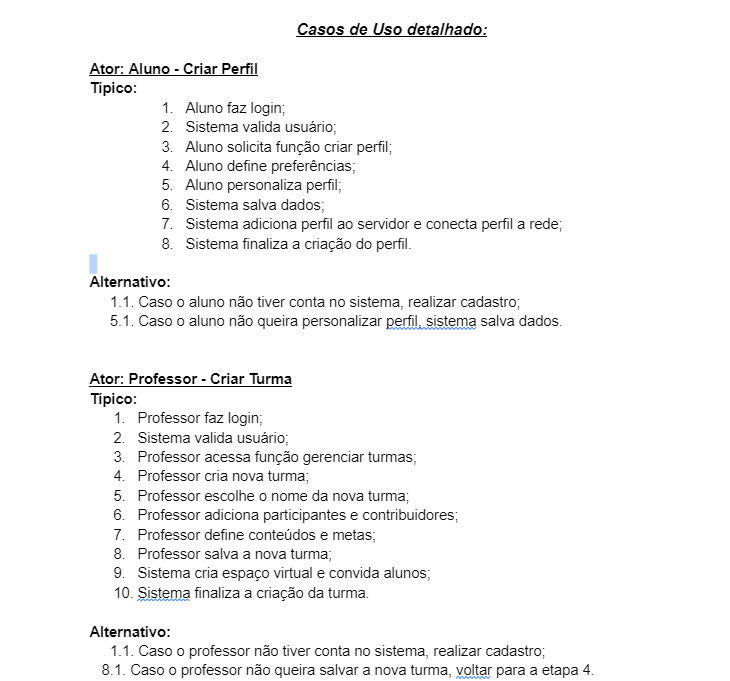 Casos de Uso detalhado:
Ator: Aluno - Criar Perfil
Típico:
1. Aluno faz login;
2. Sistema valida usuário;
3. Aluno solicita função criar perfil;
4. Aluno define preferências;
5. Aluno personaliza perfil;
6. Sistema salva dados;
7. Sistema adiciona perfil ao servidor e conecta perfil a rede;
8. Sistema finaliza a criação do perfil.
Alternativo:
1.1. Caso o aluno não tiver conta no sistema, realizar cadastro;
5.1. Caso o aluno não queira personalizar perfil, sistema salva dados.
Ator: Professor - Criar Turma
Típico:
1. Professor faz login;
2. Sistema valida usuário;
3. Professor acessa função gerenciar turmas;
4. Professor cria nova turma;
5. Professor escolhe o nome da nova turma;
6. Professor adiciona participantes e contribuidores;
7. Professor define conteúdos e metas;
8. Professor salva a nova turma;
9. Sistema cria espaço virtual e convida alunos;
10. Sistema finaliza a criação da turma.
Alternativo:
1.1. Caso o professor não tiver conta no sistema, realizar cadastro;
8.1. Caso o professor não queira salvar a nova turma, voltar para a etapa 4.